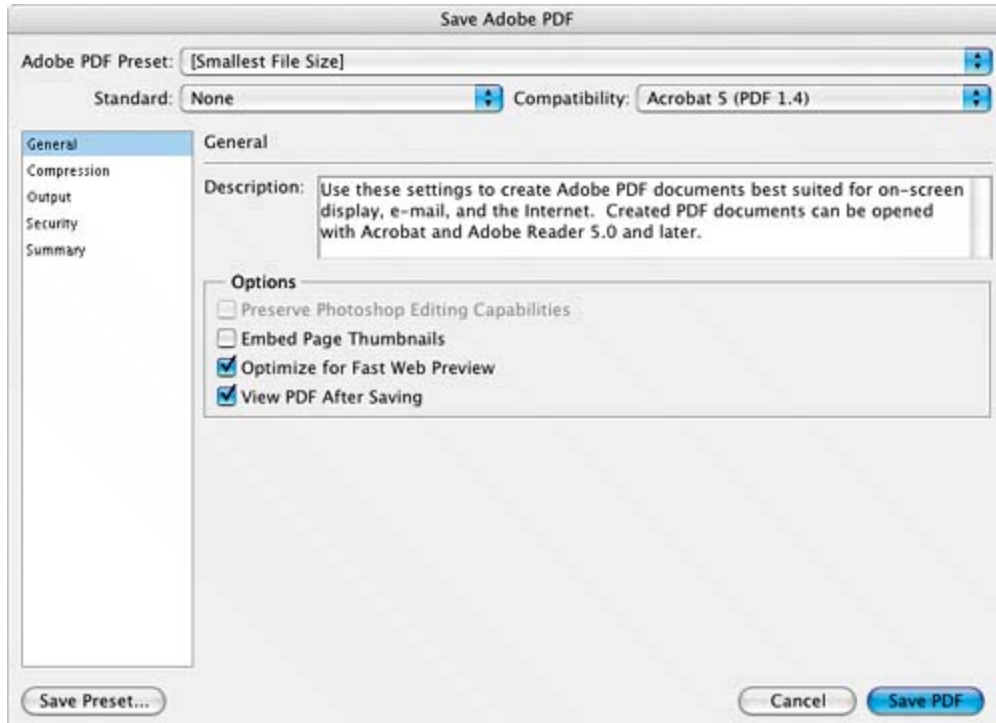 Save Adobe PDF
Adobe PDF Preset: [Smallest File Size]
Standard: None Compatibility: Acrobat 5 (PDF 1.4)
General
Compression
Output
Security
Summary
General
Description: Use these settings to create Adobe PDF documents best suited for on-screen
display, e-mail, and the Internet. Created PDF documents can be opened
with Acrobat and Adobe Reader 5.0 and later.
Options
Preserve Photoshop Editing Capabilities
Embed Page Thumbnails
Optimize for Fast Web Preview
View PDF After Saving
Save Preset... Cancel Save PDF